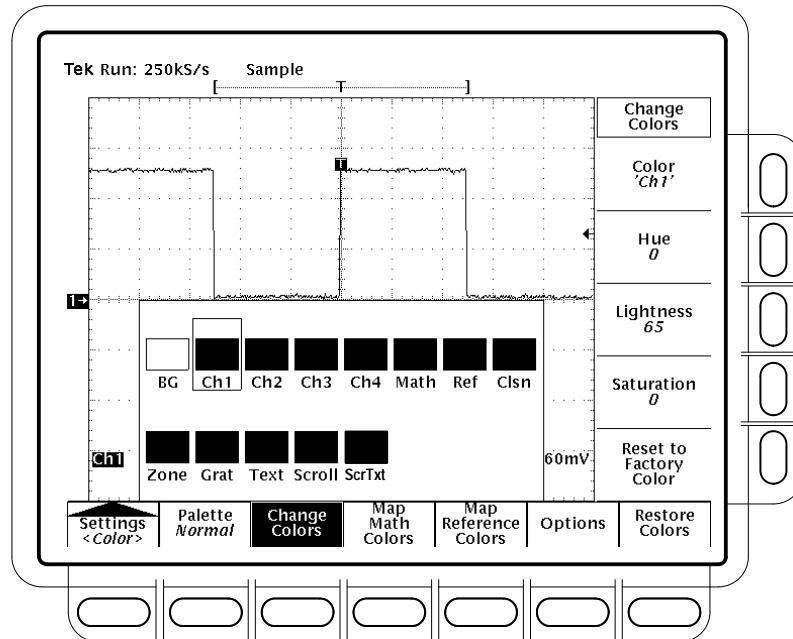 Tek Run: 250kS/s Sample
[ T ]
T
Change
Colors
Color
'Ch1'
Hue
0
Lightness
65
Saturation
0
Reset to
Factory
Color
1→
BG Ch1 Ch2 Ch3 Ch4 Math Ref Clsn
Zone Grat Text Scroll ScrTxt
Ch1
60mV
Settings
<Color>
Palette
Normal
Change
Colors
Map
Math
Colors
Map
Reference
Colors
Options
Restore
Colors